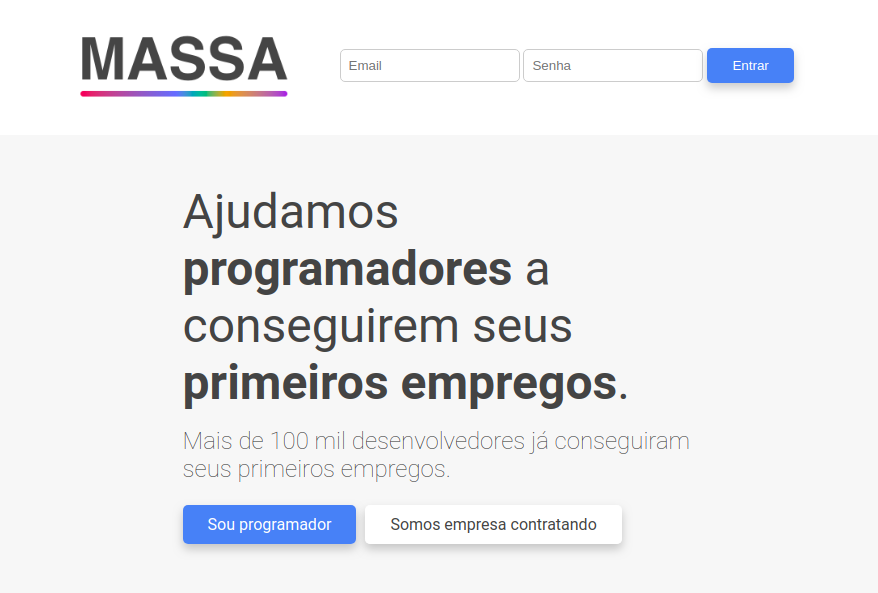 MASSA
Email
Senha
Entrar
Ajudamos
programadores a
conseguirem seus
primeiros empregos.
Mais de 100 mil desenvolvedores já conseguiram
seus primeiros empregos.
Sou programador
Somos empresa contratando